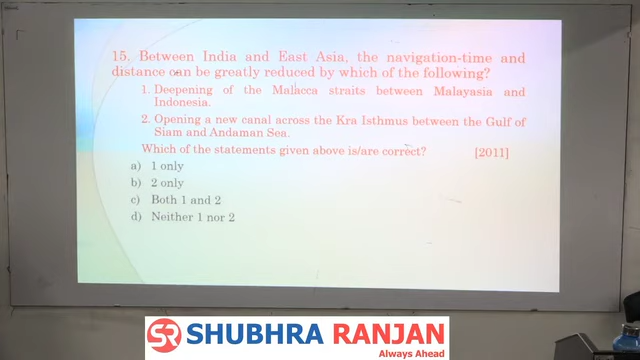 15. Between India and East Asia, the navigation-time and
distance can be greatly reduced by which of the following?
1. Deepening of the Malacca straits between Malayasia and
Indonesia.
2. Opening a new canal across the Kra Isthmus between the Gulf of
Siam and Andaman Sea.
Which of the statements given above is/are correct? [2011]
a) 1 only
b) 2 only
c) Both 1 and 2
d) Neither 1 nor 2
SR SHUBHRA RANJAN
Always Ahead